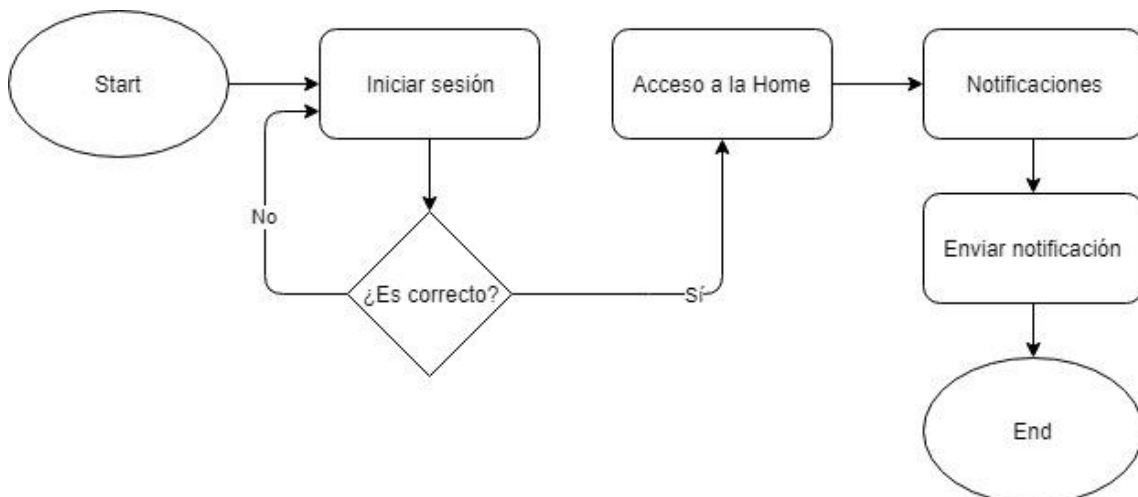 Start
Iniciar sesión
Acceso a la Home
Notificaciones
No
Enviar notificación
¿Es correcto?
Sí
End